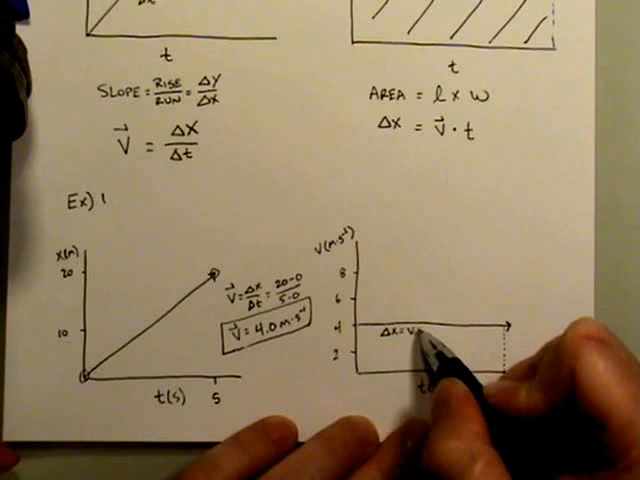 Δx
t
t
SLOPE = RISE/RUN = ΔY/ΔX
AREA = l x w
V⃗ = ΔX/Δt
Δx = V⃗ · t
Ex) 1
X(m)
20
10
t(s)
5
V⃗ = ΔX/Δt = 20-0/5-0
V⃗ = 4.0 m·s⁻¹
V(m·s⁻¹)
8
6
4
2
ΔX = V